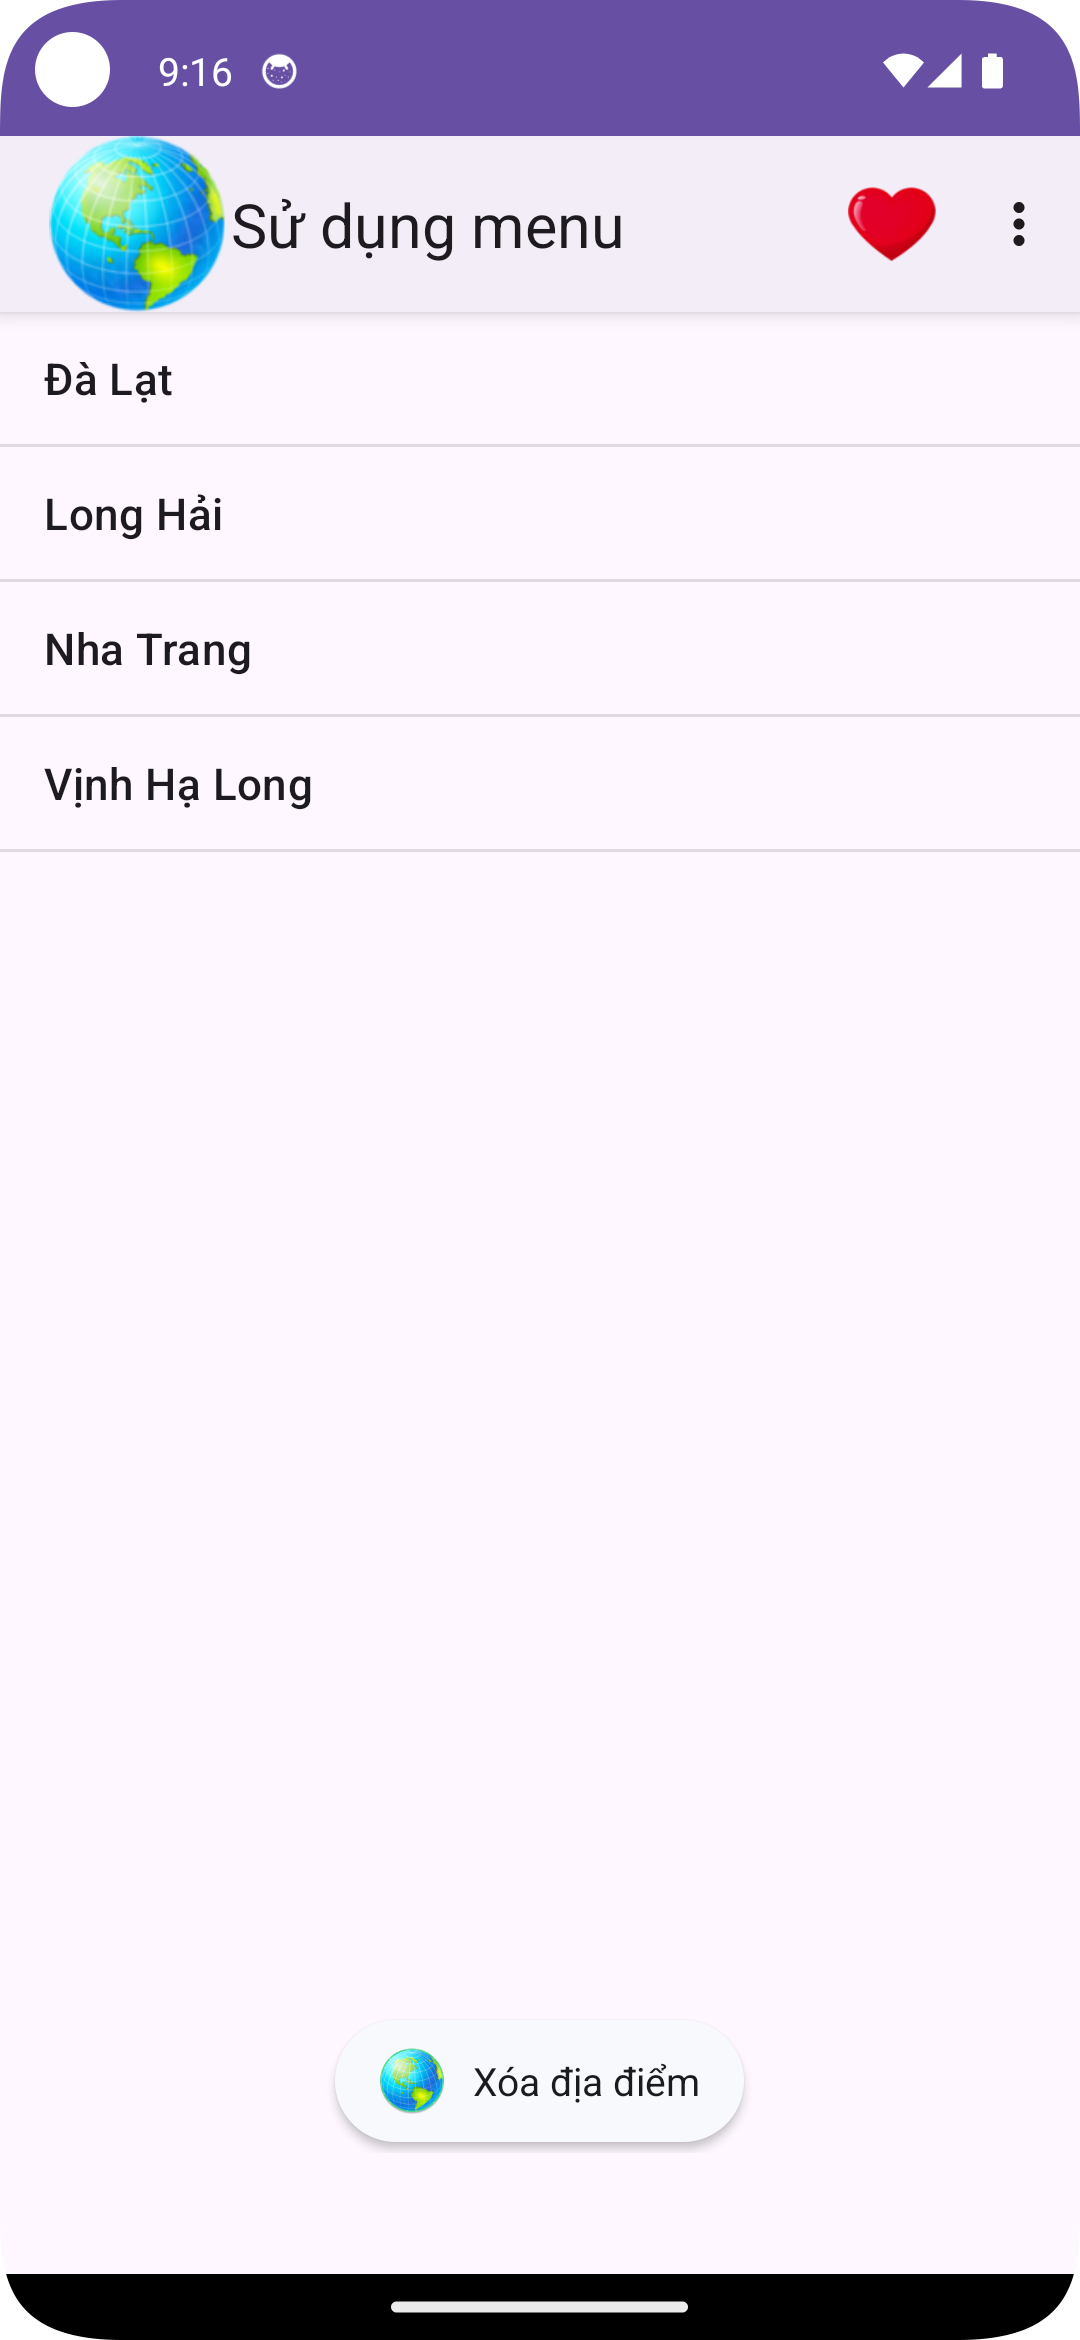 9:16
Sử dụng menu
Đà Lạt
Long Hải
Nha Trang
Vịnh Hạ Long
Xóa địa điểm